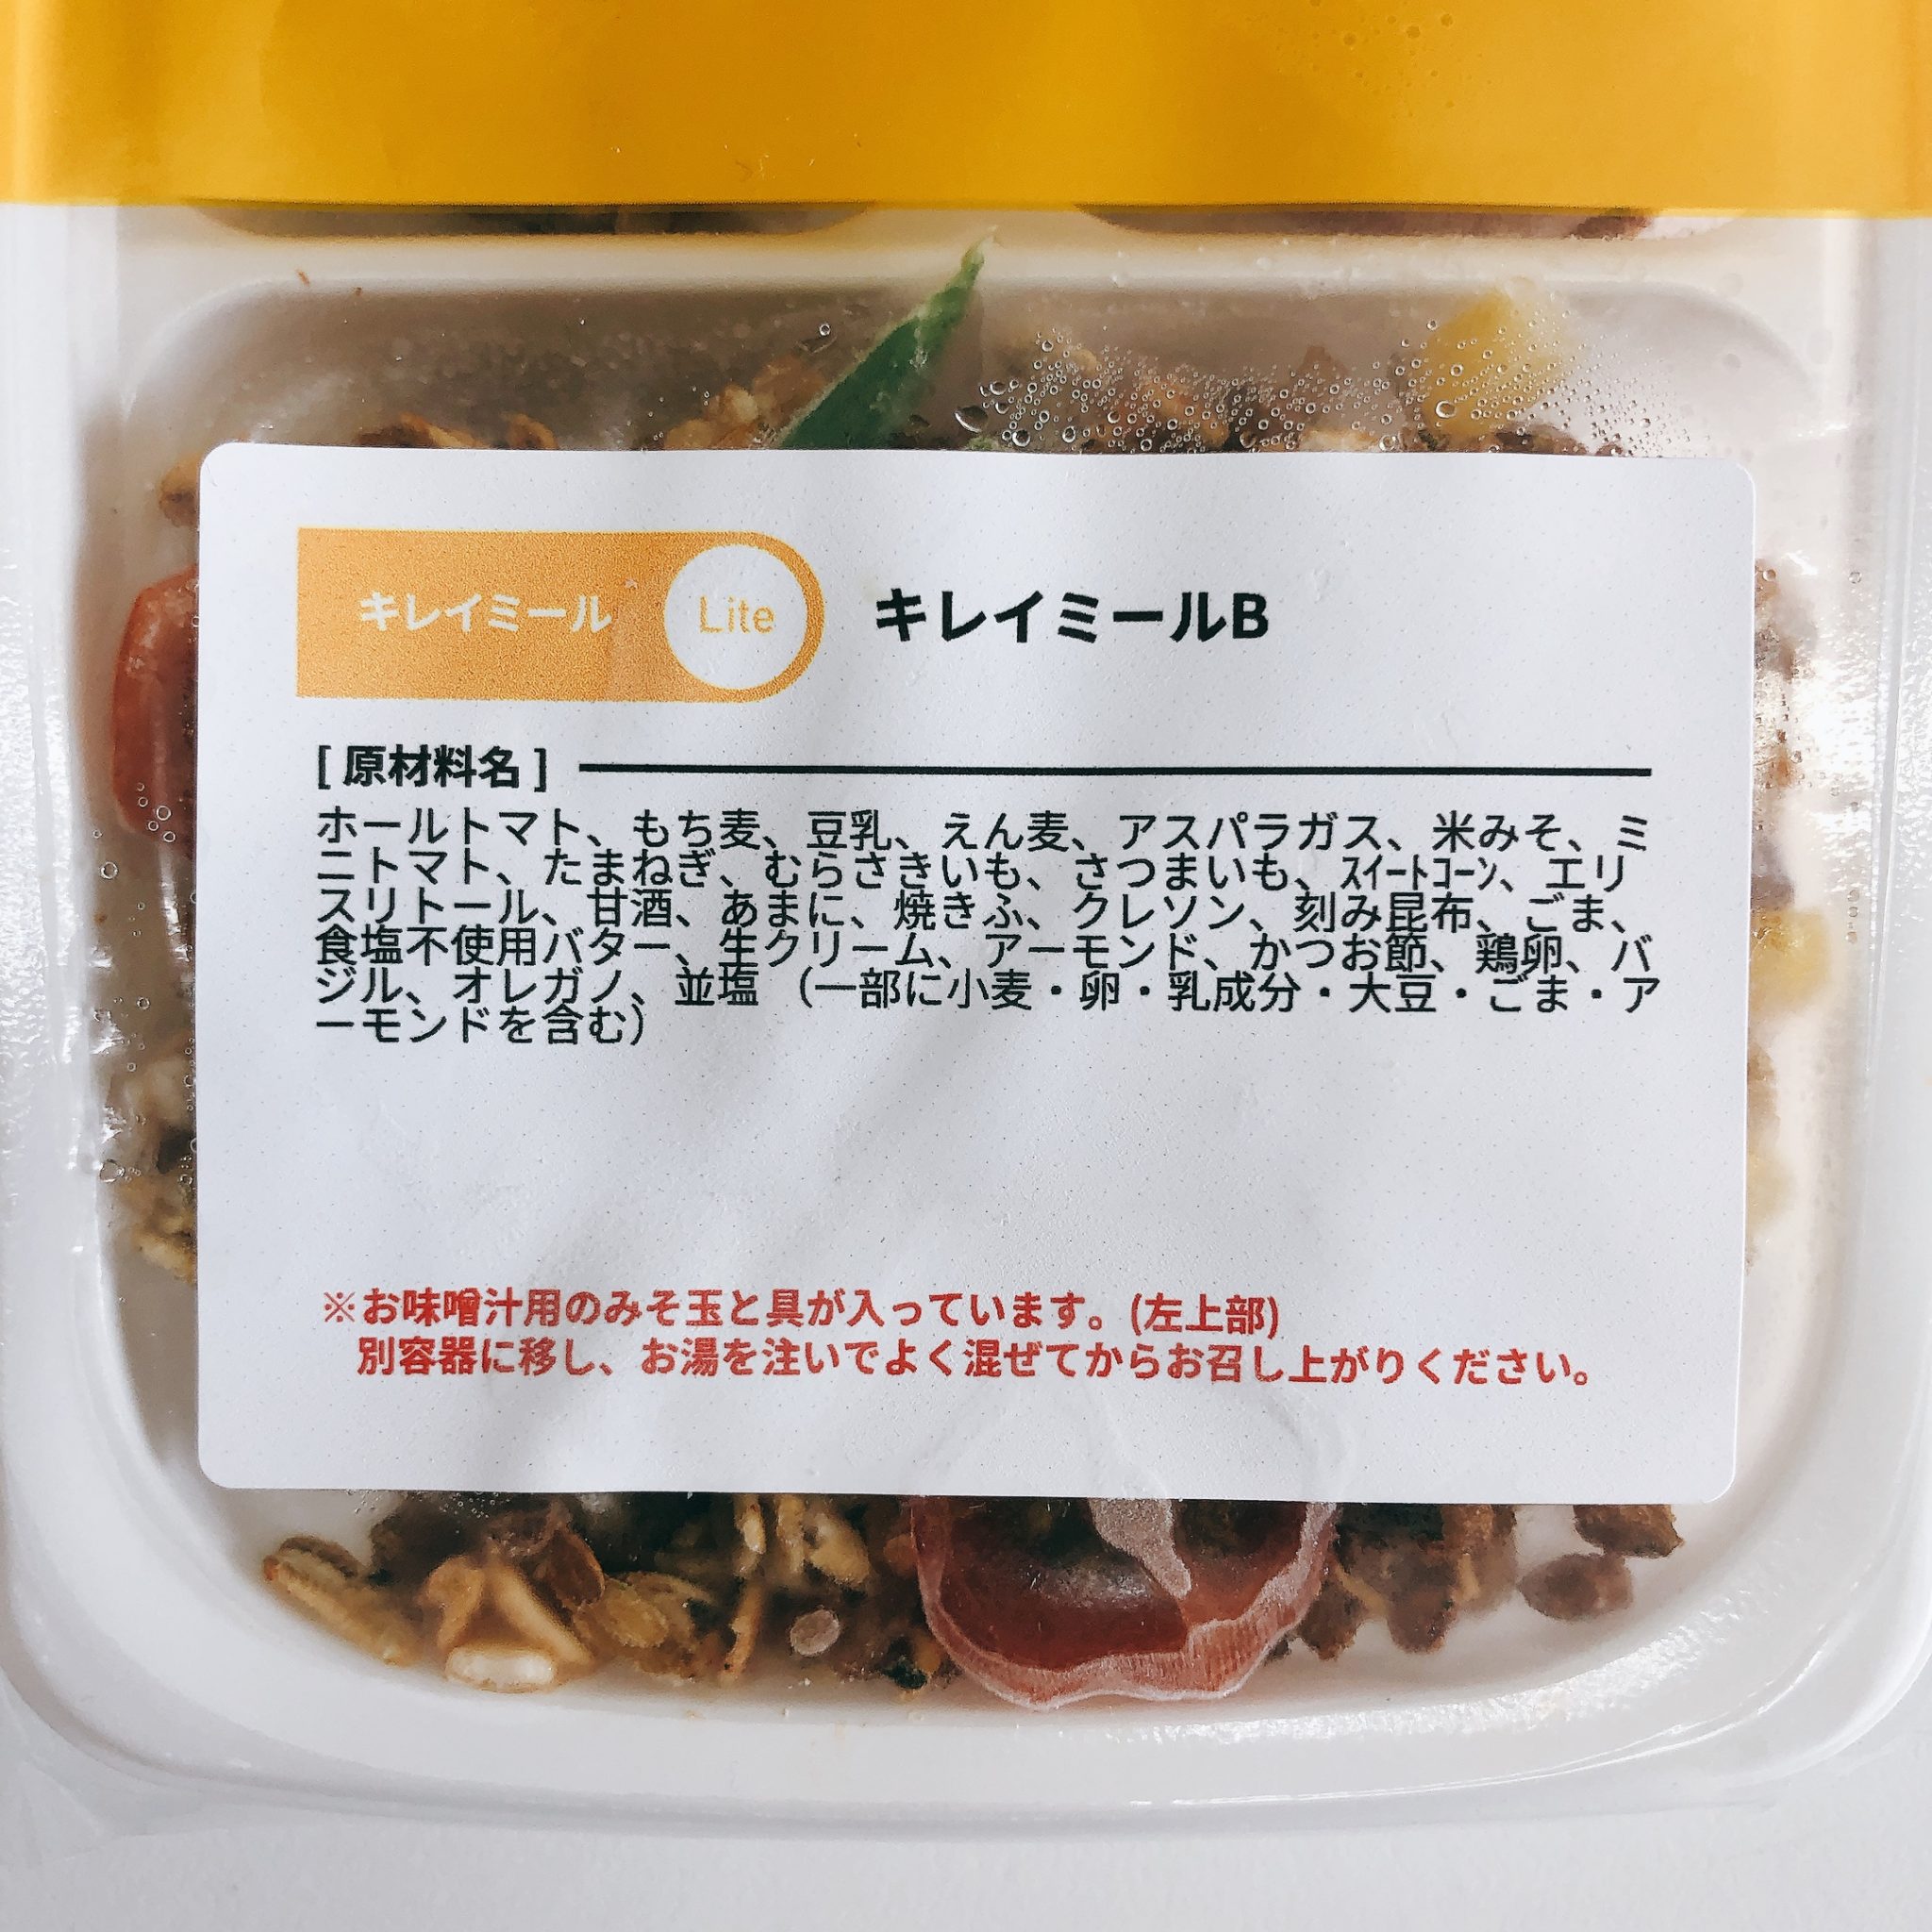 キレイミール Lite キレイミールB
[ 原材料名 ]
ホールトマト、もち麦、豆乳、えん麦、アスパラガス、米みそ、ミ
ニトマト、たまねぎ、むらさきいも、さつまいも、ｽｲｰﾄｺｰﾝ、エリ
スリトール、甘酒、あまに、焼きふ、クレソン、刻み昆布、ごま、
食塩不使用バター、生クリーム、アーモンド、かつお節、鶏卵、バ
ジル、オレガノ、並塩 （一部に小麦・卵・乳成分・大豆・ごま・ア
ーモンドを含む）
※お味噌汁用のみそ玉と具が入っています。(左上部)
別容器に移し、お湯を注いでよく混ぜてからお召し上がりください。